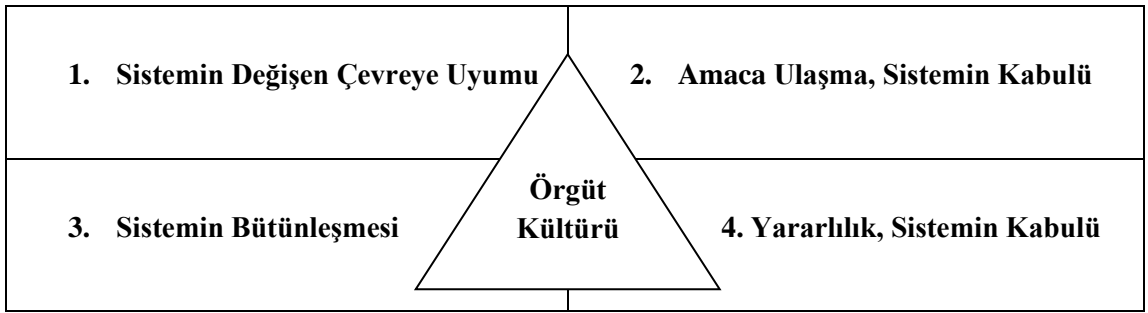 1. Sistemin Değişen Çevreye Uyumu
2. Amaca Ulaşma, Sistemin Kabulü
Örgüt
Kültürü
3. Sistemin Bütünleşmesi
4. Yararlılık, Sistemin Kabulü